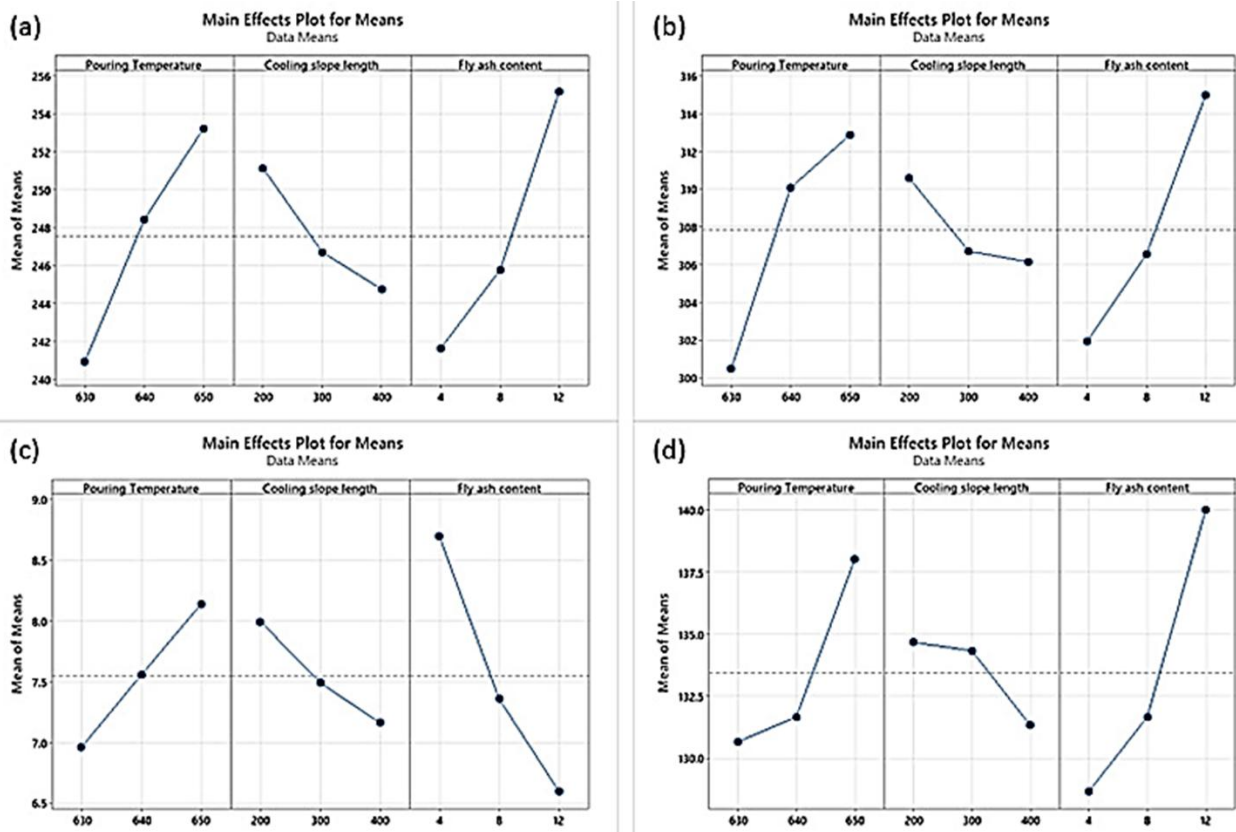 (a)
Main Effects Plot for Means
Data Means
Pouring Temperature Cooling slope length Fly ash content
256
254
252
250
248
246
244
242
240
Mean of Means
630 640 650 200 300 400 4 8 12
(b)
Main Effects Plot for Means
Data Means
Pouring Temperature Cooling slope length Fly ash content
316
314
312
310
308
306
304
302
300
Mean of Means
630 640 650 200 300 400 4 8 12
(c)
Main Effects Plot for Means
Data Means
Pouring Temperature Cooling slope length Fly ash content
9.0
8.5
8.0
7.5
7.0
6.5
Mean of Means
630 640 650 200 300 400 4 8 12
(d)
Main Effects Plot for Means
Data Means
Pouring Temperature Cooling slope length Fly ash content
140.0
137.5
135.0
132.5
130.0
Mean of Means
630 640 650 200 300 400 4 8 12